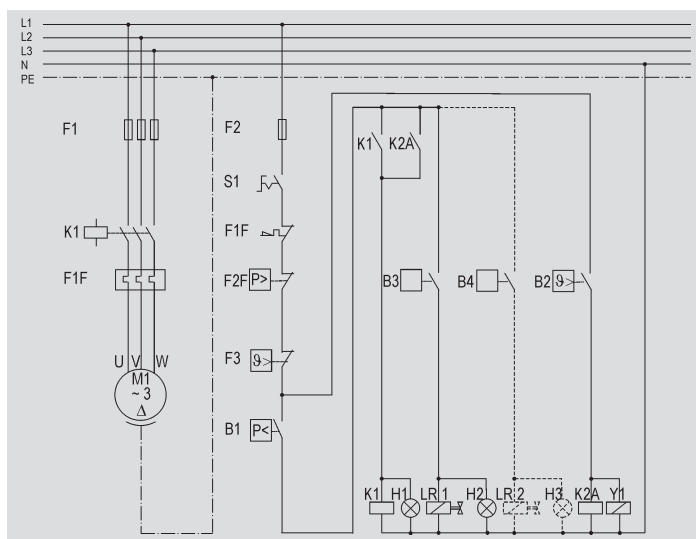 L1
L2
L3
N
PE
F1
F2
K1 K2A
S1
K1
F1F
F1F
F2F P>
B3 B4 B2 ϑ>
F3 ϑ>
U V W
M1
~ 3
Δ
B1 P<
K1 H1 LR 1 H2 LR 2 H3 K2A Y1